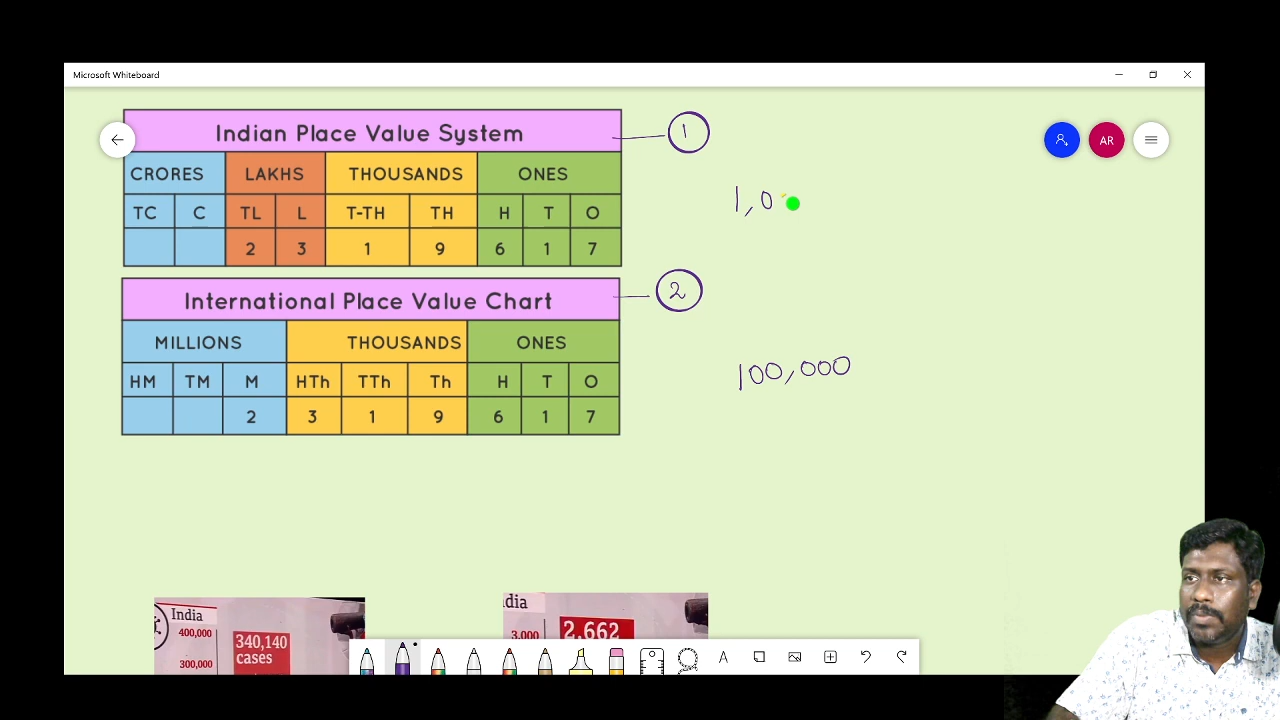 Microsoft Whiteboard
Indian Place Value System
1
CRORES LAKHS THOUSANDS ONES
TC C TL L T-TH TH H T O
2 3 1 9 6 1 7
1,0
AR
International Place Value Chart
2
MILLIONS THOUSANDS ONES
HM TM M HTh TTh Th H T O
2 3 1 9 6 1 7
100,000
India
400,000
340,140
cases
300,000
dia
3,000
2,662
A